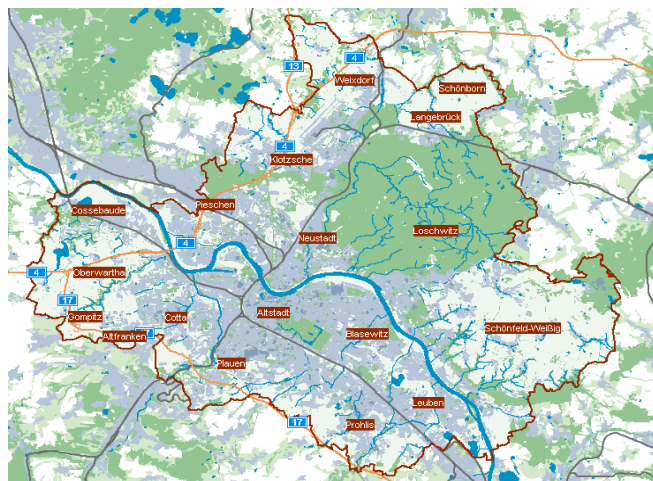 13
4
Weixdorf
Schönborn
Langebrück
4
Klotzsche
Pieschen
Cossebaude
Loschwitz
Neustadt
4
4
Oberwartha
17
Gompitz
Cotta
Altstadt
Schönfeld-Weißig
Altfranken
Blasewitz
Plauen
Leuben
17
Prohlis